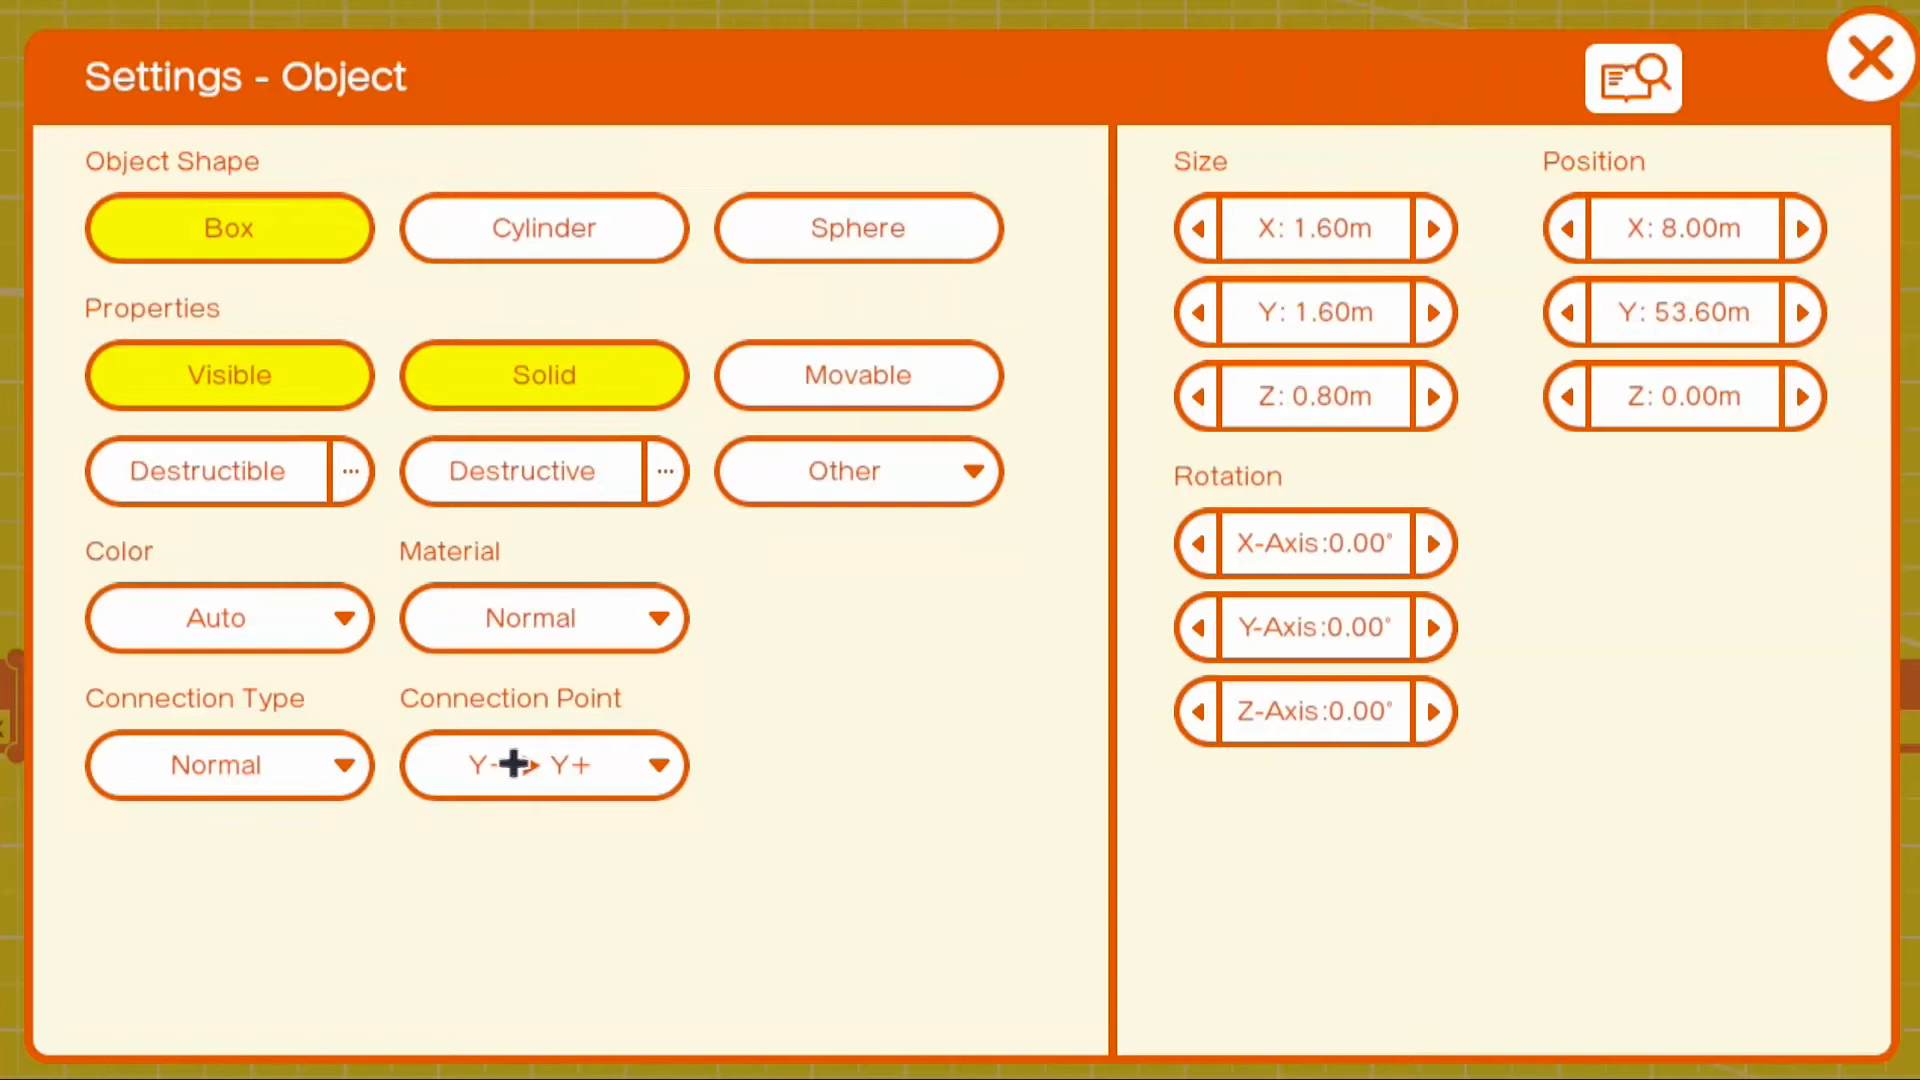 Settings - Object
Object Shape
Box
Cylinder
Sphere
Properties
Visible
Solid
Movable
Destructible
...
Destructive
...
Other
Color
Material
Auto
Normal
Connection Type
Connection Point
Normal
Y- Y+
Size
Position
X: 1.60m
X: 8.00m
Y: 1.60m
Y: 53.60m
Z: 0.80m
Z: 0.00m
Rotation
X-Axis:0.00°
Y-Axis:0.00°
Z-Axis:0.00°